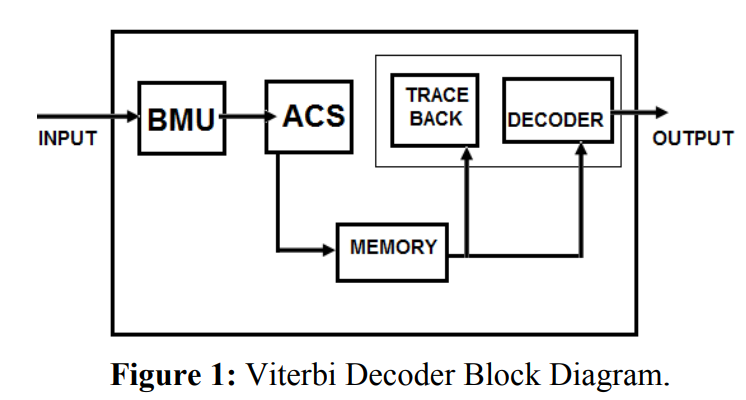 INPUT
BMU
ACS
TRACE
BACK
DECODER
OUTPUT
MEMORY
Figure 1: Viterbi Decoder Block Diagram.